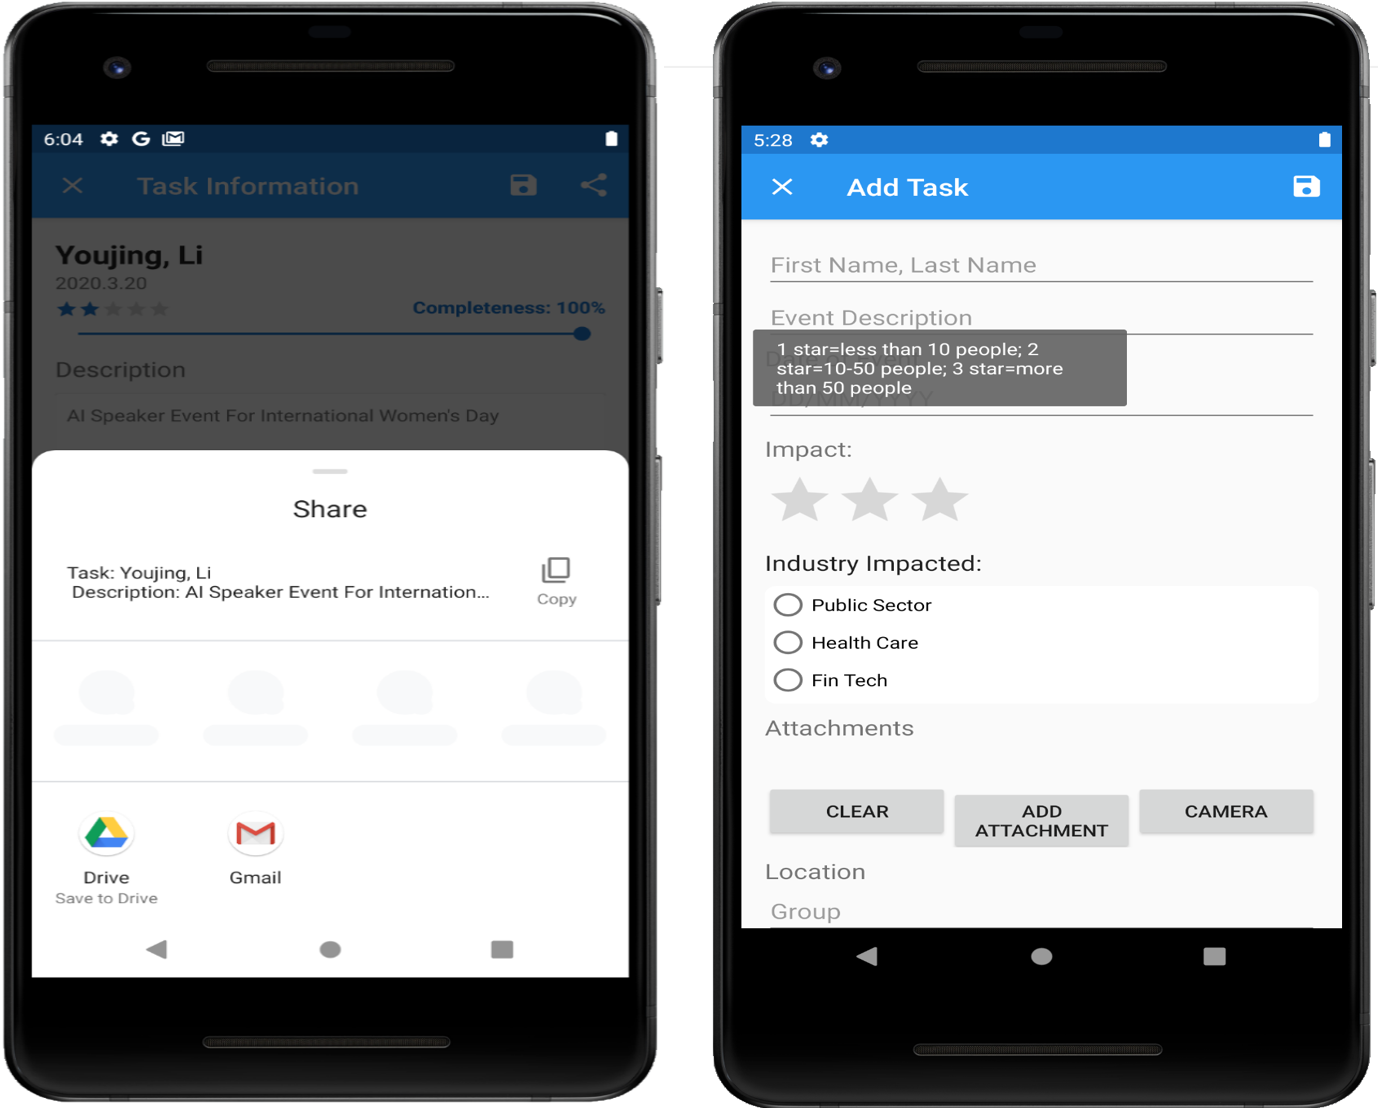 6:04
Task Information
Youjing, Li
2020.3.20
Completeness: 100%
Description
AI Speaker Event For International Women's Day
Share
Task: Youjing, Li
Description: AI Speaker Event For Internation...
Copy
Drive
Save to Drive
Gmail
5:28
Add Task
First Name, Last Name
Event Description
1 star=less than 10 people; 2
star=10-50 people; 3 star=more
than 50 people
DD/MM/YYYY
Impact:
Industry Impacted:
Public Sector
Health Care
Fin Tech
Attachments
CLEAR
ADD
ATTACHMENT
CAMERA
Location
Group